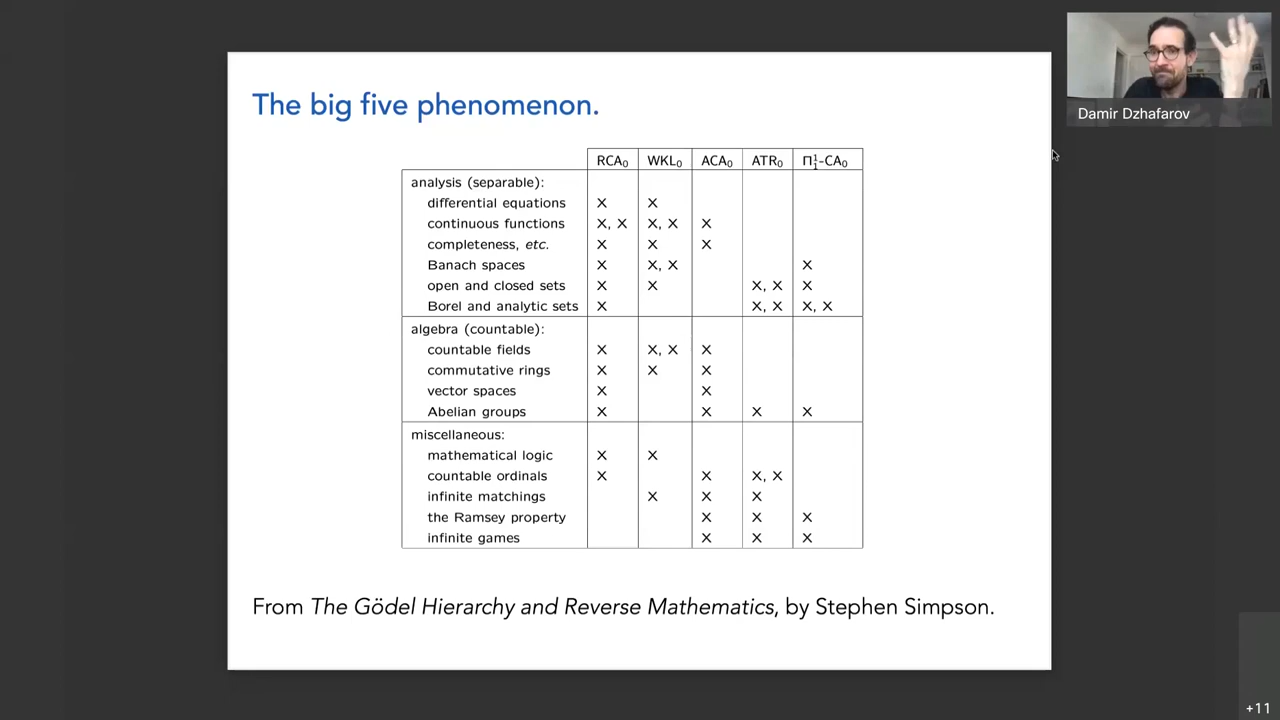 The big five phenomenon.
RCA₀ WKL₀ ACA₀ ATR₀ Π¹₁-CA₀
analysis (separable):
differential equations X X
continuous functions X, X X, X X
completeness, etc. X X X
Banach spaces X X, X X
open and closed sets X X X, X X
Borel and analytic sets X X, X X, X
algebra (countable):
countable fields X X, X X
commutative rings X X X
vector spaces X X
Abelian groups X X X X
miscellaneous:
mathematical logic X X
countable ordinals X X X, X
infinite matchings X X X
the Ramsey property X X X
infinite games X X X
From The Gödel Hierarchy and Reverse Mathematics, by Stephen Simpson.
Damir Dzhafarov
+11